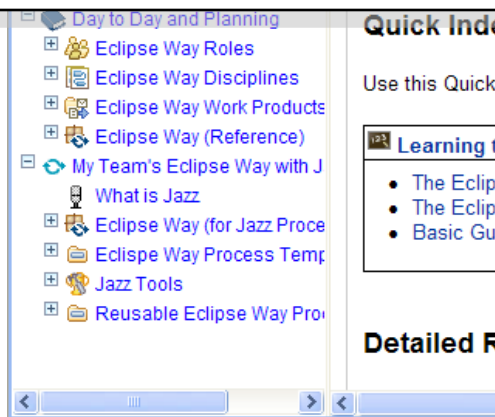 Day to Day and Planning
Eclipse Way Roles
Eclipse Way Disciplines
Eclipse Way Work Products
Eclipse Way (Reference)
My Team's Eclipse Way with J
What is Jazz
Eclipse Way (for Jazz Proce
Eclispe Way Process Temp
Jazz Tools
Reusable Eclipse Way Pro
Quick Inde
Use this Quick
Learning t
The Eclip
The Eclip
Basic Gu
Detailed R